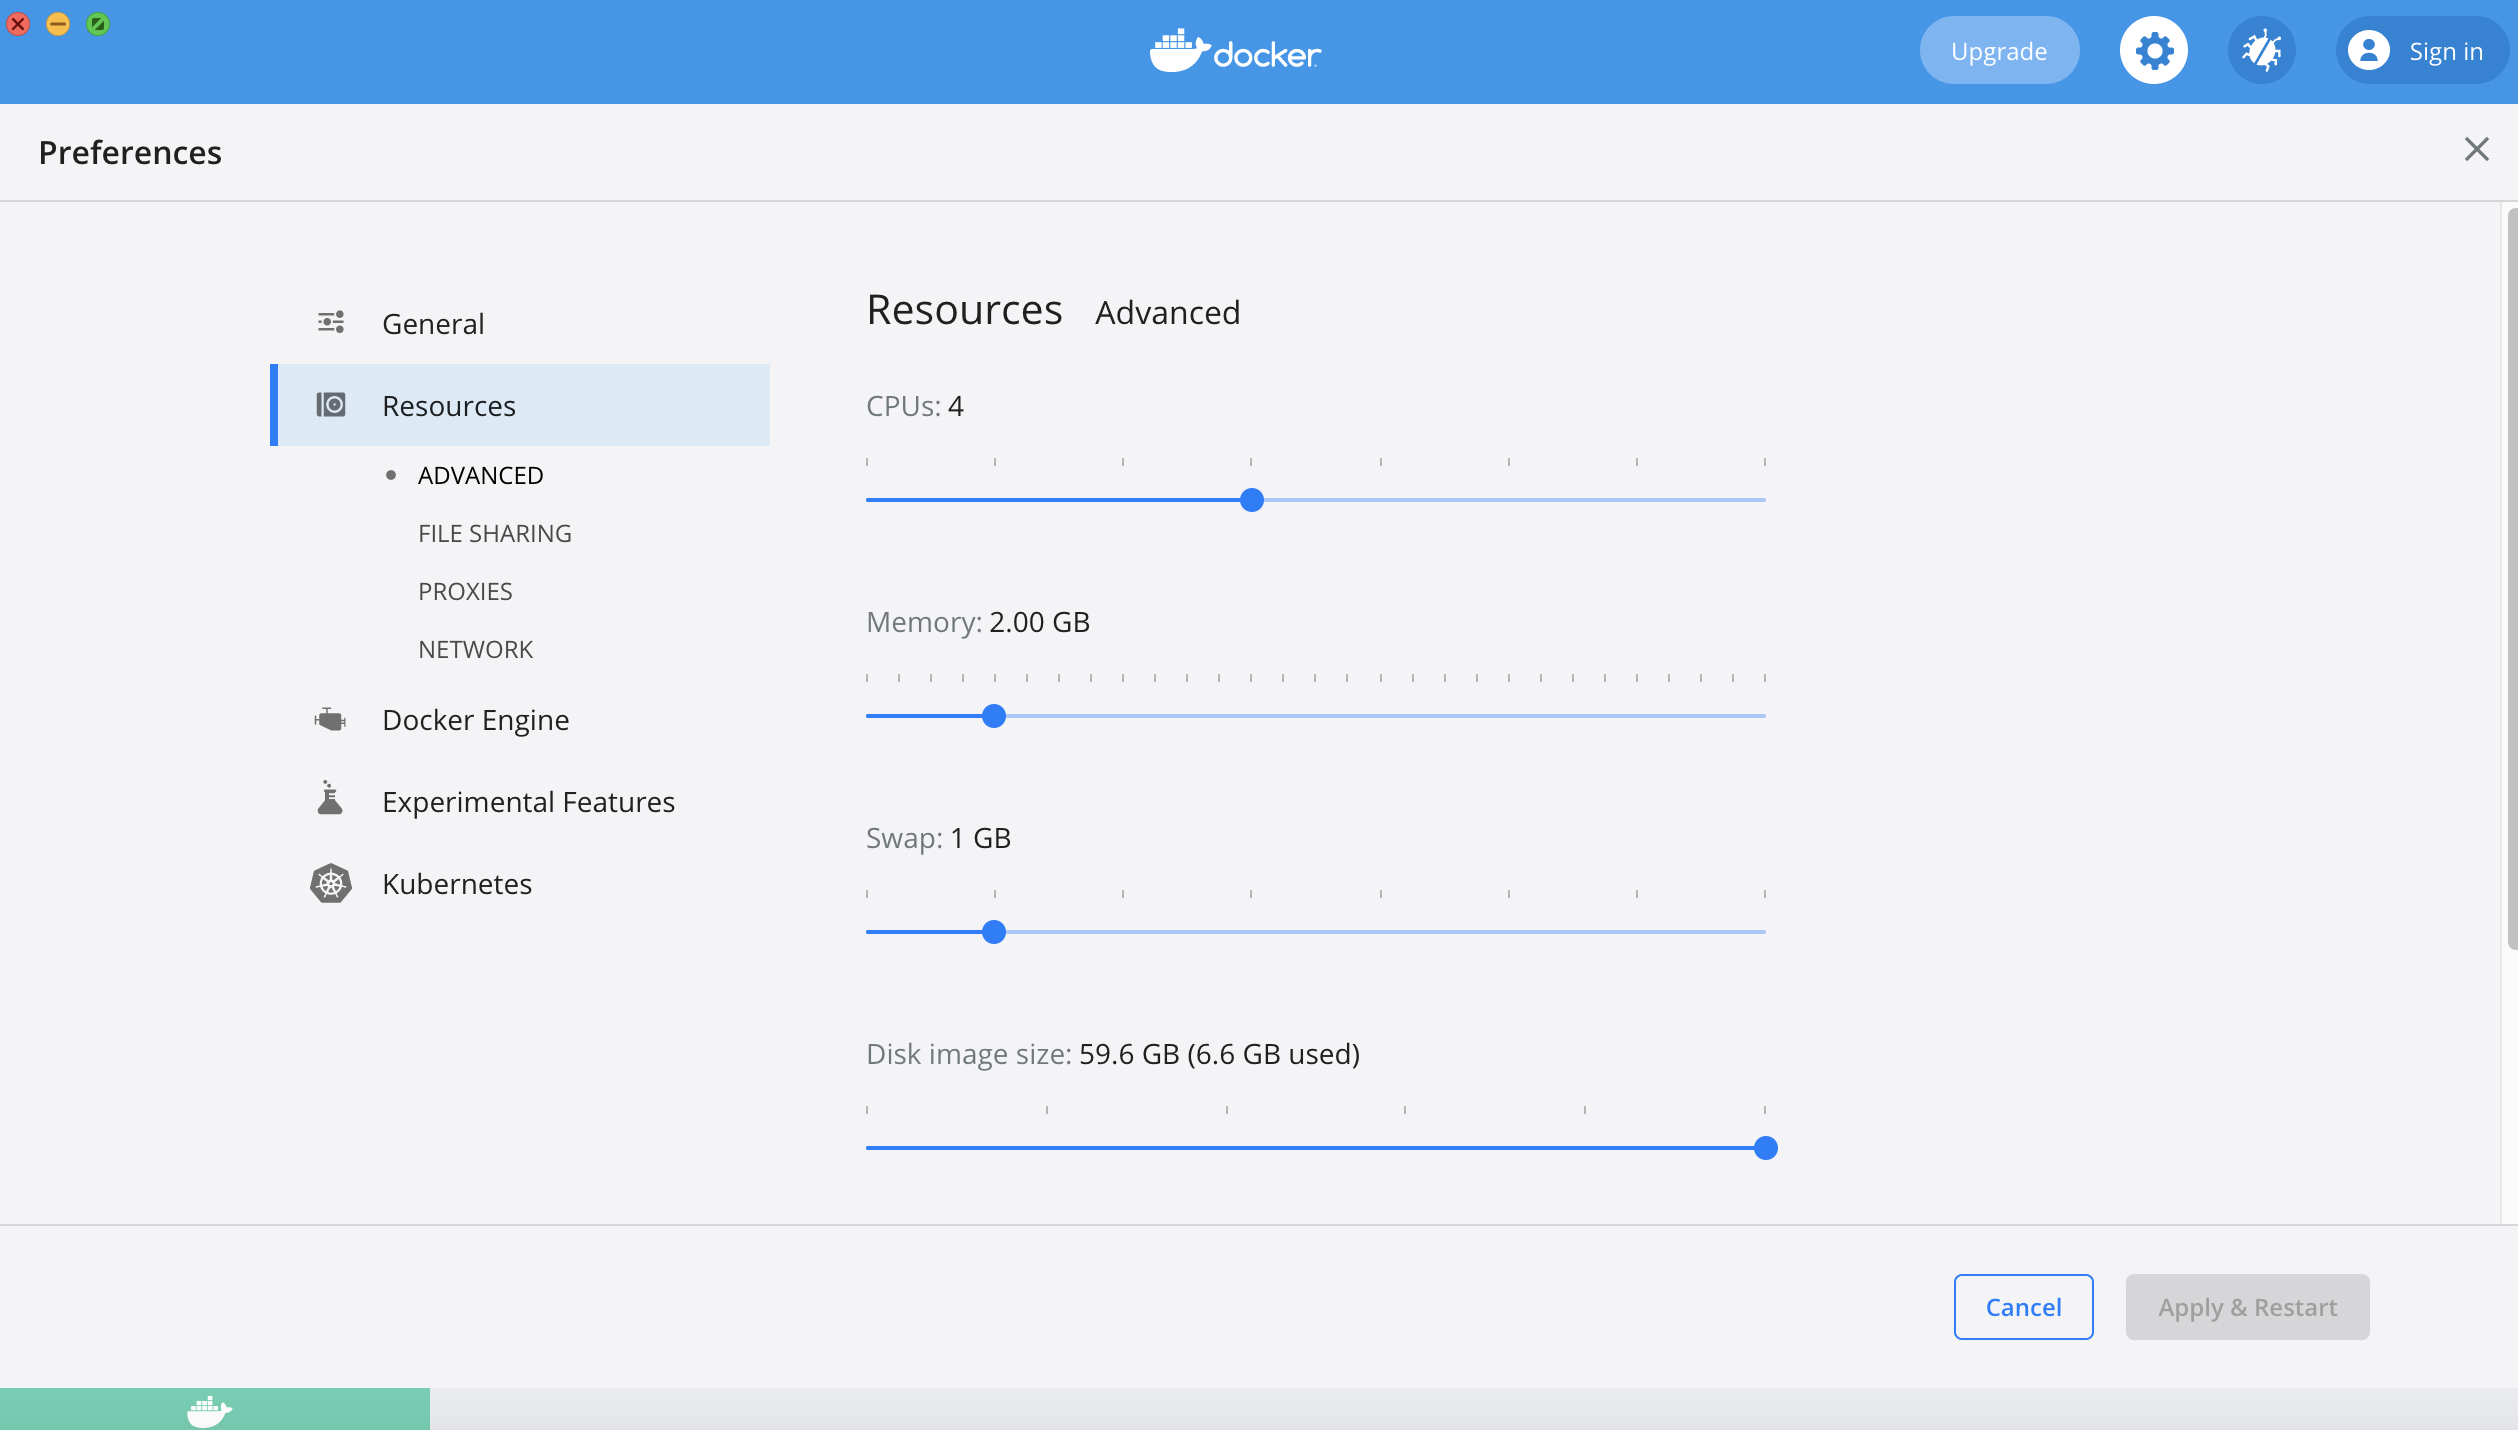 docker
Upgrade
Sign in
Preferences
General
Resources
ADVANCED
FILE SHARING
PROXIES
NETWORK
Docker Engine
Experimental Features
Kubernetes
Resources Advanced
CPUs: 4
Memory: 2.00 GB
Swap: 1 GB
Disk image size: 59.6 GB (6.6 GB used)
Cancel
Apply & Restart